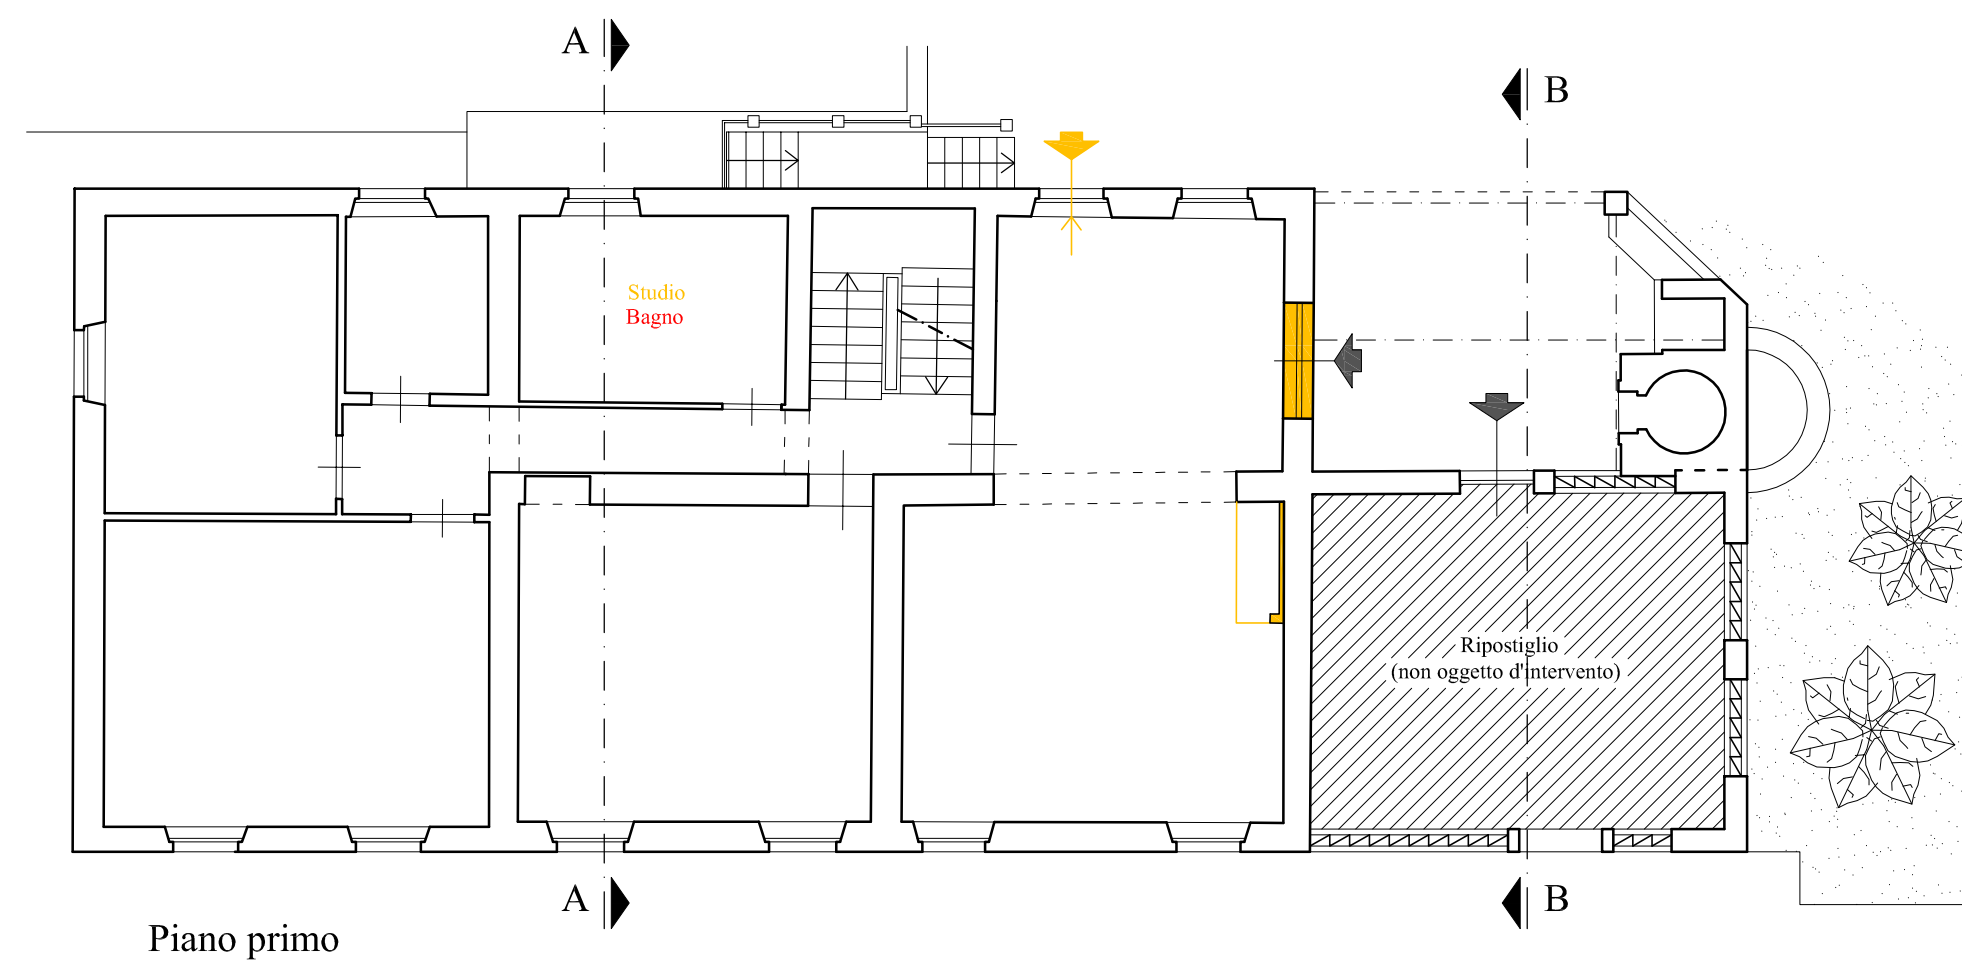 A
B
Studio
Bagno
Ripostiglio
(non oggetto d'intervento)
A
B
Piano primo